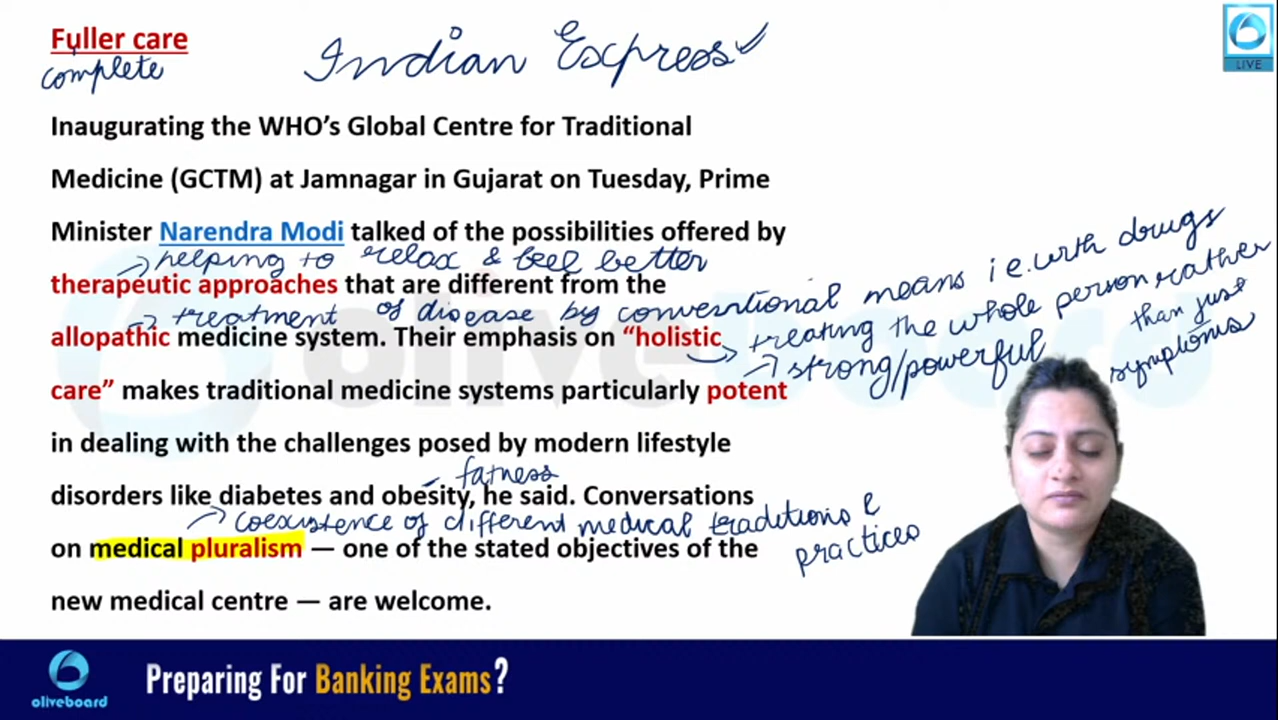 Fuller care
complete
Indian Express
LIVE
Inaugurating the WHO's Global Centre for Traditional
Medicine (GCTM) at Jamnagar in Gujarat on Tuesday, Prime
Minister Narendra Modi talked of the possibilities offered by
helping to relax & feel better
therapeutic approaches that are different from the
treatment of disease by conventional means i.e. with drugs
allopathic medicine system. Their emphasis on “holistic
treating the whole person rather
than just
symptoms
strong/powerful
care” makes traditional medicine systems particularly potent
in dealing with the challenges posed by modern lifestyle
fatness
disorders like diabetes and obesity, he said. Conversations
coexistence of different medical traditions &
practices
on medical pluralism — one of the stated objectives of the
new medical centre — are welcome.
oliveboard
Preparing For Banking Exams?
oliveboard